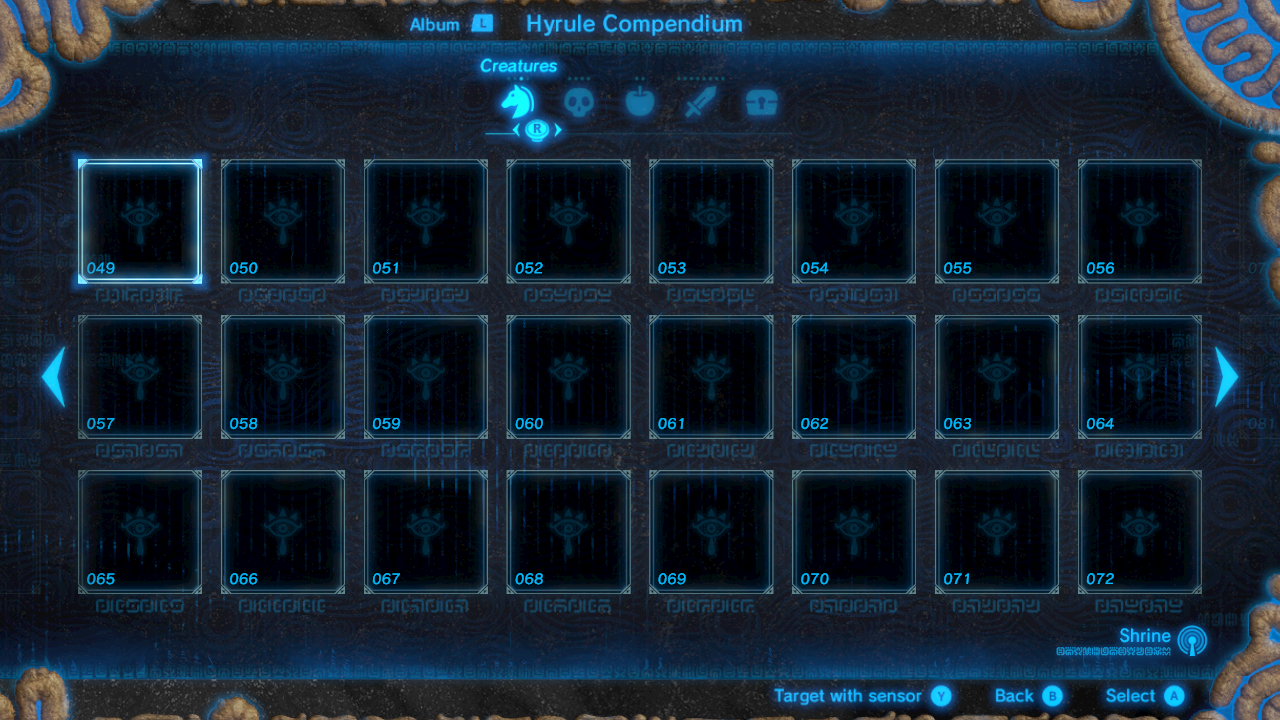 Album L Hyrule Compendium
Creatures
R
049 050 051 052 053 054 055 056
057 058 059 060 061 062 063 064
065 066 067 068 069 070 071 072
Shrine
Target with sensor Y Back B Select A